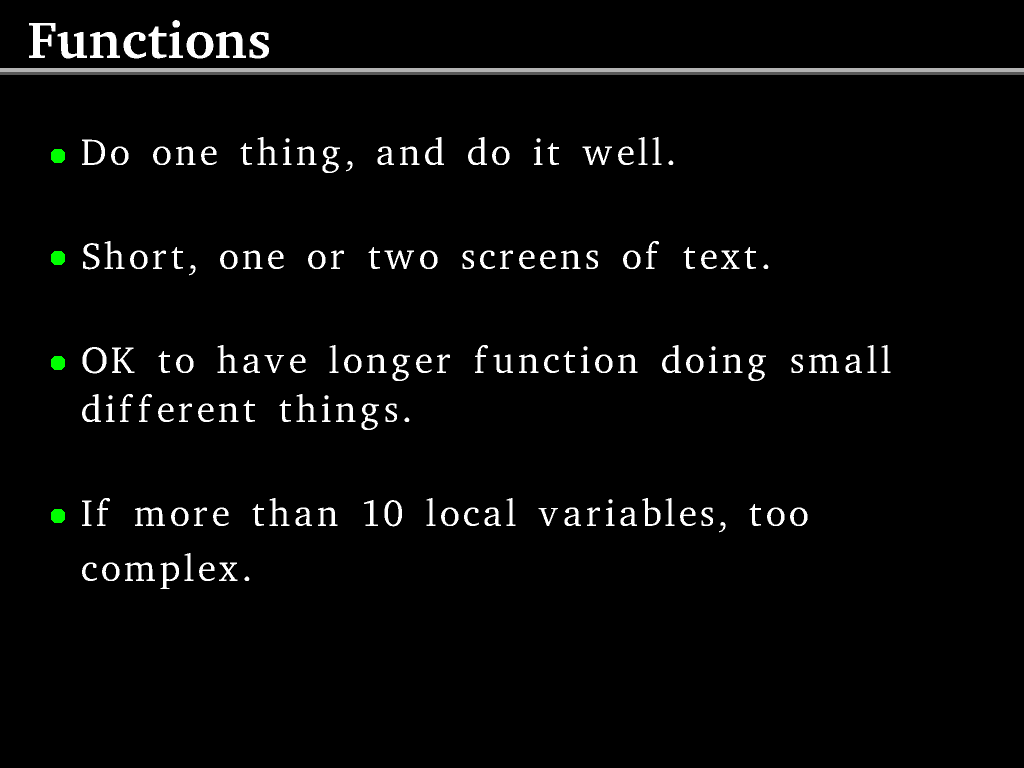 Functions
Do one thing, and do it well.
Short, one or two screens of text.
OK to have longer function doing small
different things.
If more than 10 local variables, too
complex.